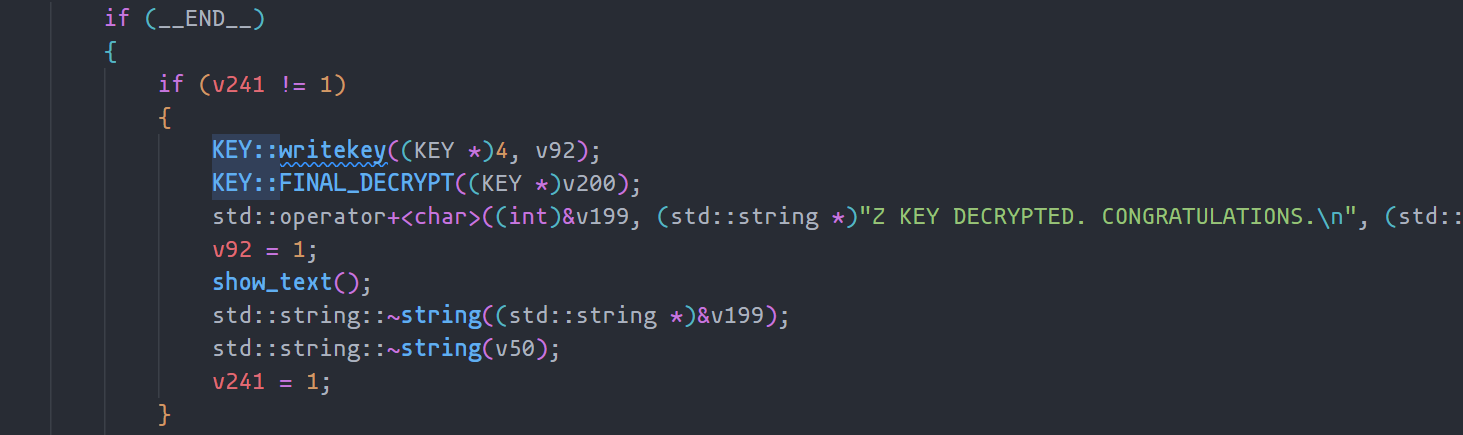 if (__END__)
{
if (v241 != 1)
{
KEY::writekey((KEY *)4, v92);
KEY::FINAL_DECRYPT((KEY *)v200);
std::operator+<char>((int)&v199, (std::string *)"Z KEY DECRYPTED. CONGRATULATIONS.\n", (std::
v92 = 1;
show_text();
std::string::~string((std::string *)&v199);
std::string::~string(v50);
v241 = 1;
}